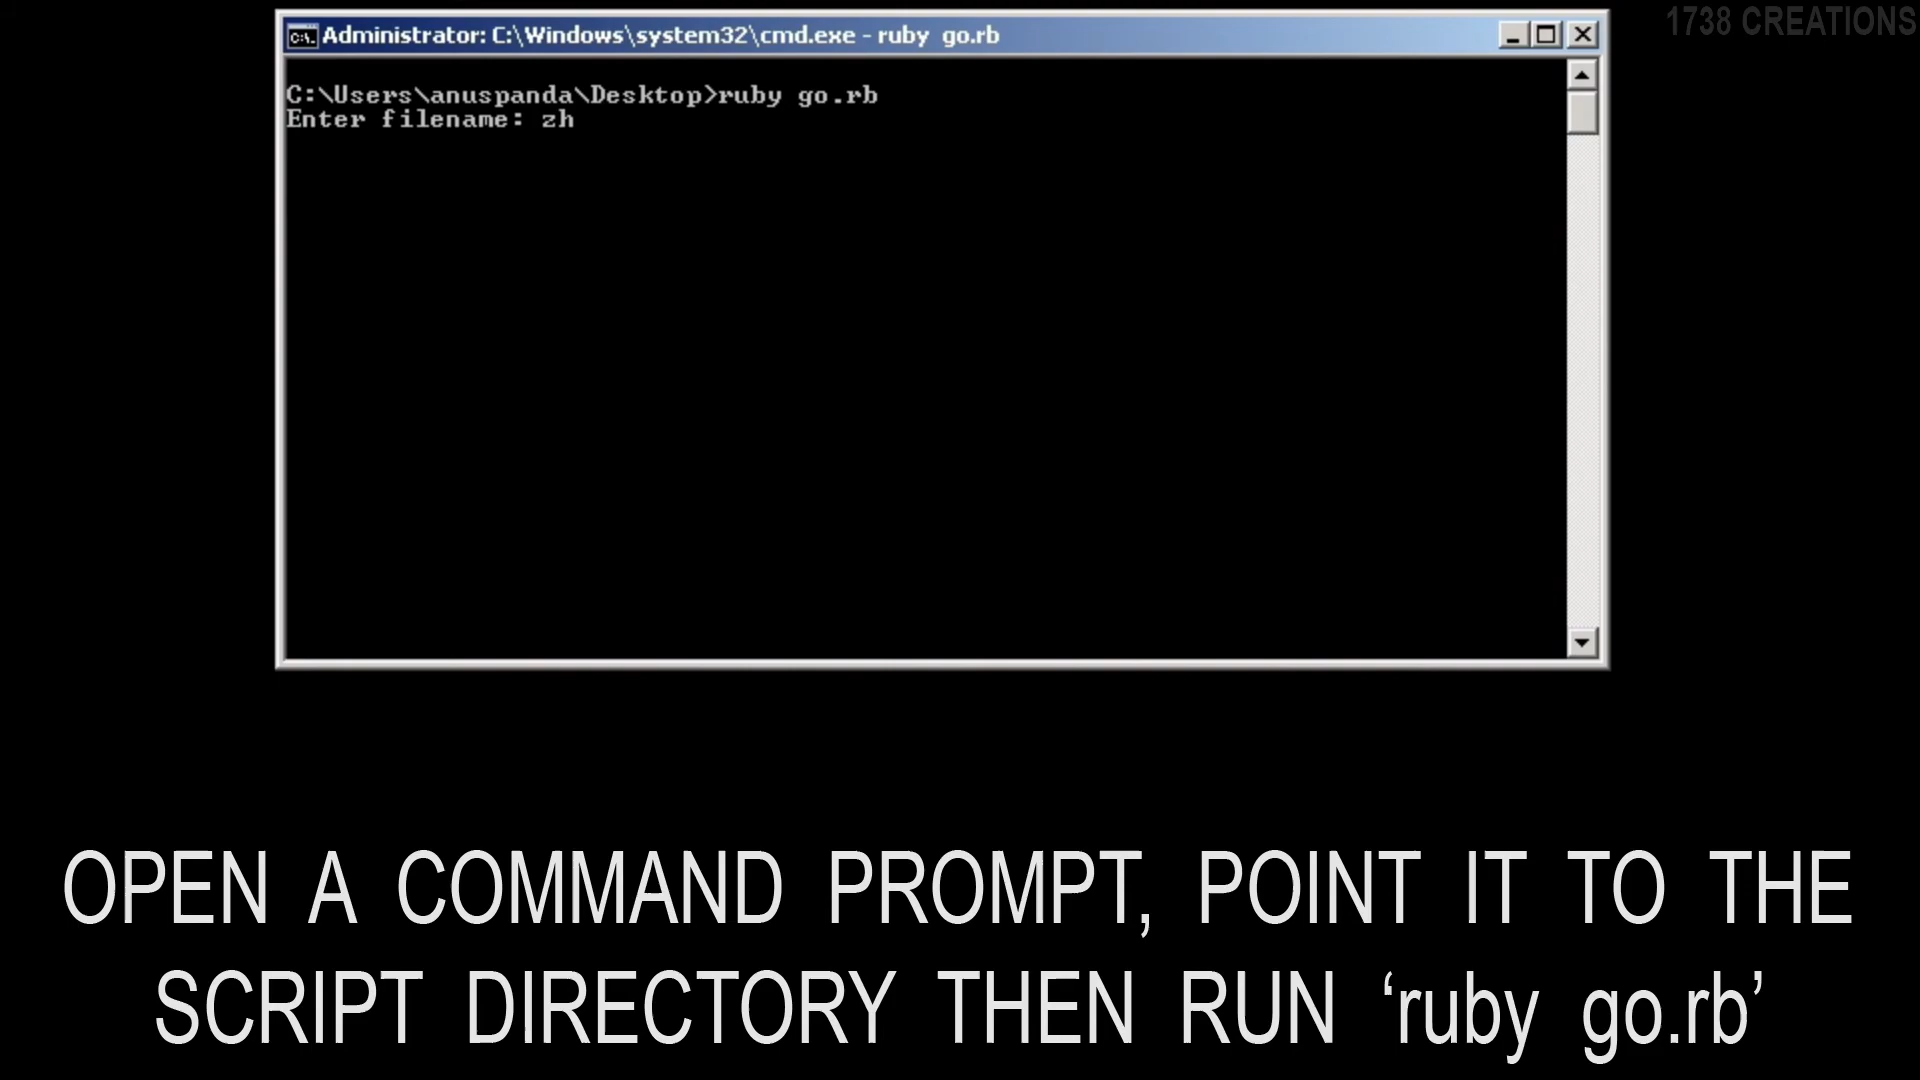 1738 CREATIONS
Administrator: C:\Windows\system32\cmd.exe - ruby  go.rb
C:\Users\anuspanda\Desktop>ruby go.rb
Enter filename: zh
OPEN A COMMAND PROMPT, POINT IT TO THE
SCRIPT DIRECTORY THEN RUN ‘ruby go.rb’